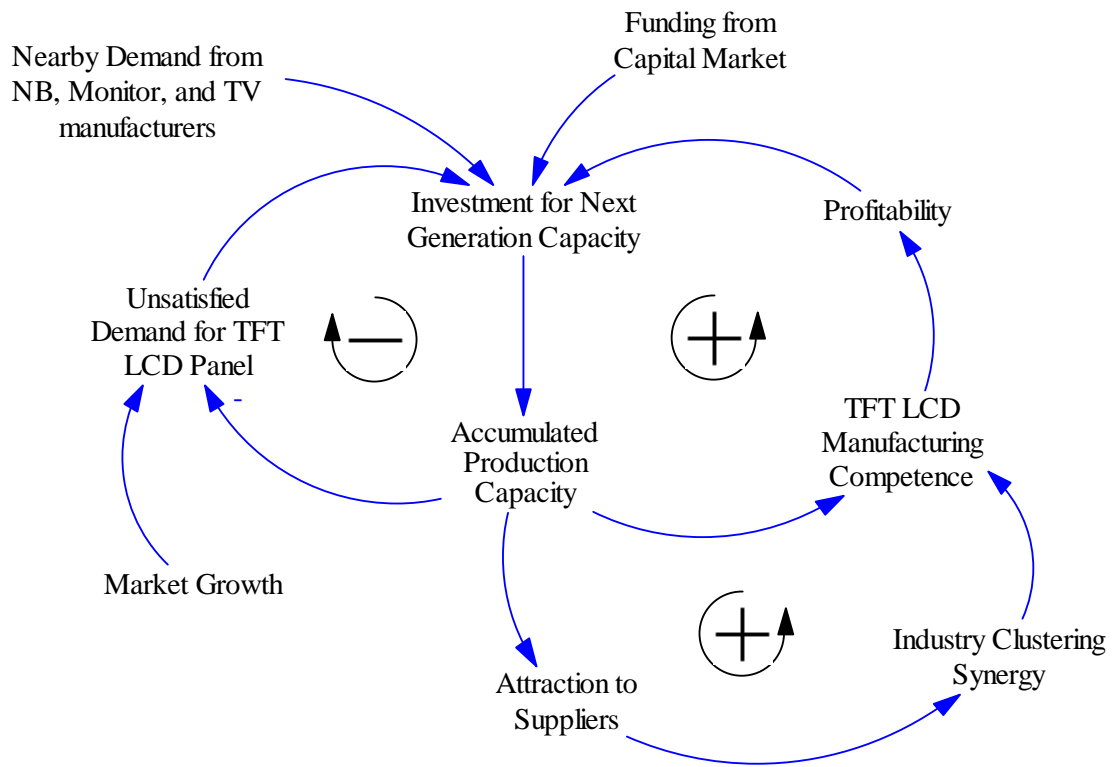 Funding from
Capital Market
Nearby Demand from
NB, Monitor, and TV
manufacturers
Investment for Next
Generation Capacity
Profitability
Unsatisfied
Demand for TFT
LCD Panel
-
TFT LCD
Manufacturing
Competence
Accumulated
Production
Capacity
Market Growth
Industry Clustering
Synergy
Attraction to
Suppliers